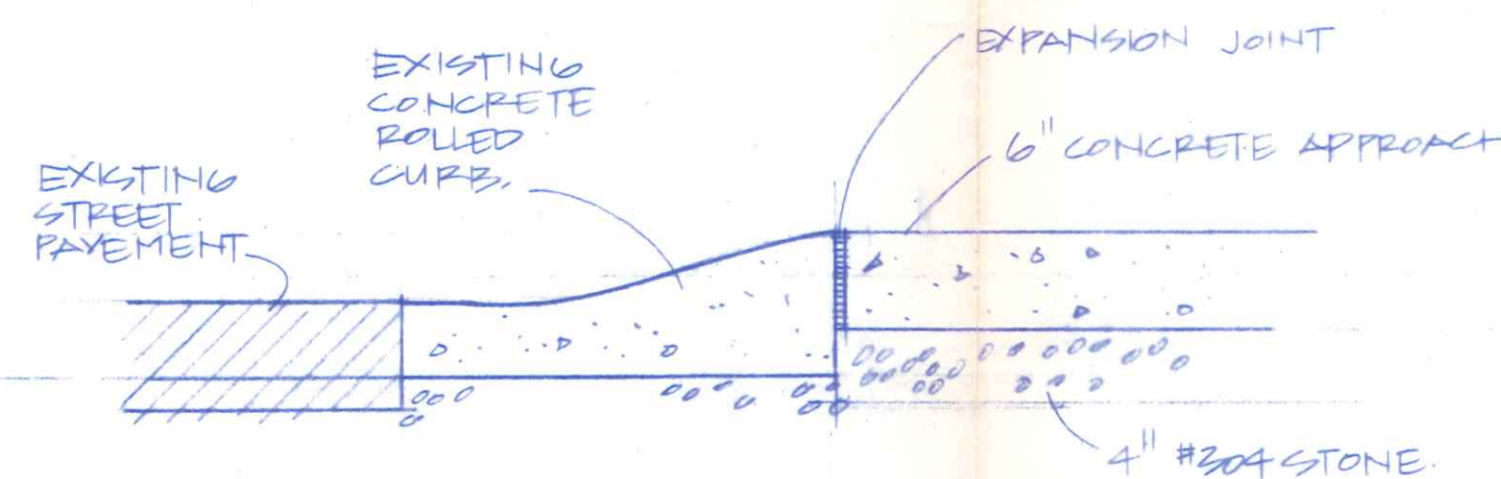 EXPANSION JOINT
EXISTING
CONCRETE
ROLLED
CURB.
6" CONCRETE APPROACH
EXISTING
STREET
PAVEMENT
4" #304 STONE.